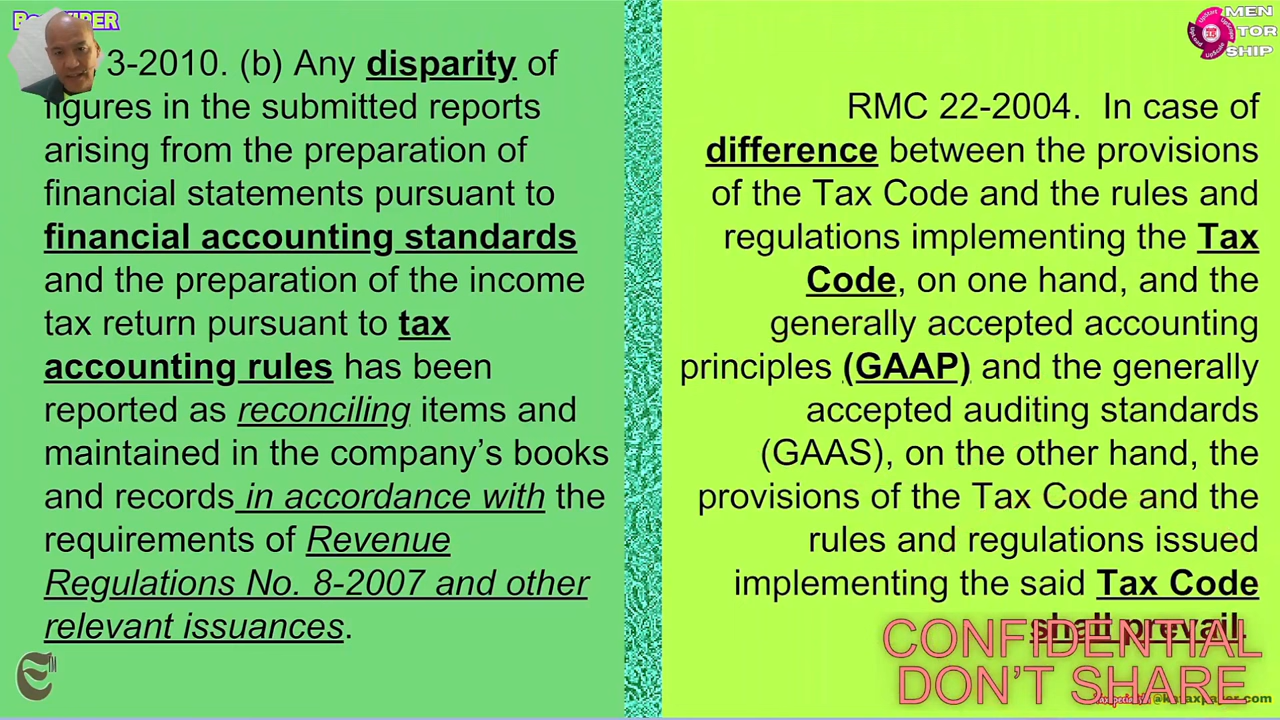 3-2010. (b) Any disparity of
figures in the submitted reports
arising from the preparation of
financial statements pursuant to
financial accounting standards
and the preparation of the income
tax return pursuant to tax
accounting rules has been
reported as reconciling items and
maintained in the company’s books
and records in accordance with the
requirements of Revenue
Regulations No. 8-2007 and other
relevant issuances.
MEN
TOR
SHIP
RMC 22-2004. In case of
difference between the provisions
of the Tax Code and the rules and
regulations implementing the Tax
Code, on one hand, and the
generally accepted accounting
principles (GAAP) and the generally
accepted auditing standards
(GAAS), on the other hand, the
provisions of the Tax Code and the
rules and regulations issued
implementing the said Tax Code
shall prevail.
CONFIDENTIAL
DON’T SHARE